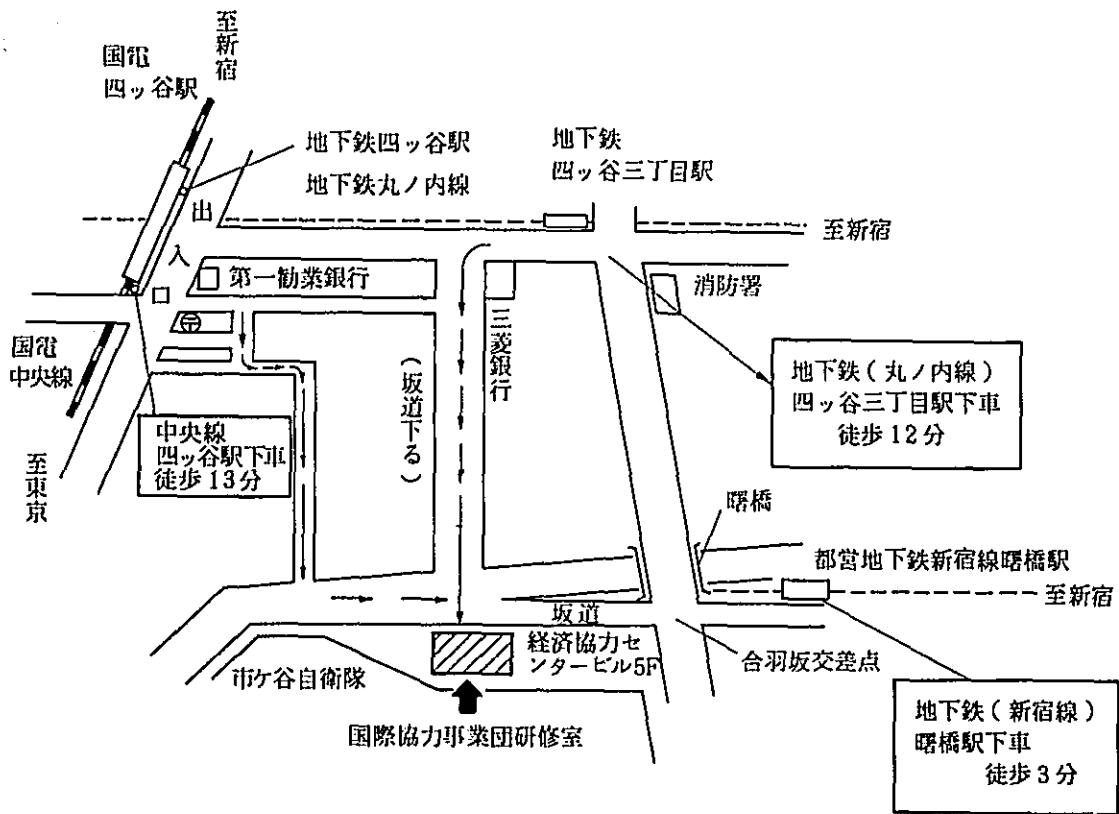 国電
四ッ谷駅
至新宿
地下鉄四ッ谷駅
地下鉄丸ノ内線
地下鉄
四ッ谷三丁目駅
至新宿
出
入
口
第一勧業銀行
〒
消防署
三菱銀行
(坂道下る)
国電
中央線
至東京
中央線
四ッ谷駅下車
徒歩13分
地下鉄(丸ノ内線)
四ッ谷三丁目駅下車
徒歩12分
曙橋
都営地下鉄新宿線曙橋駅
至新宿
坂道
経済協力セ
ンタービル5F
合羽坂交差点
市ケ谷自衛隊
国際協力事業団研修室
地下鉄(新宿線)
曙橋駅下車
徒歩3分